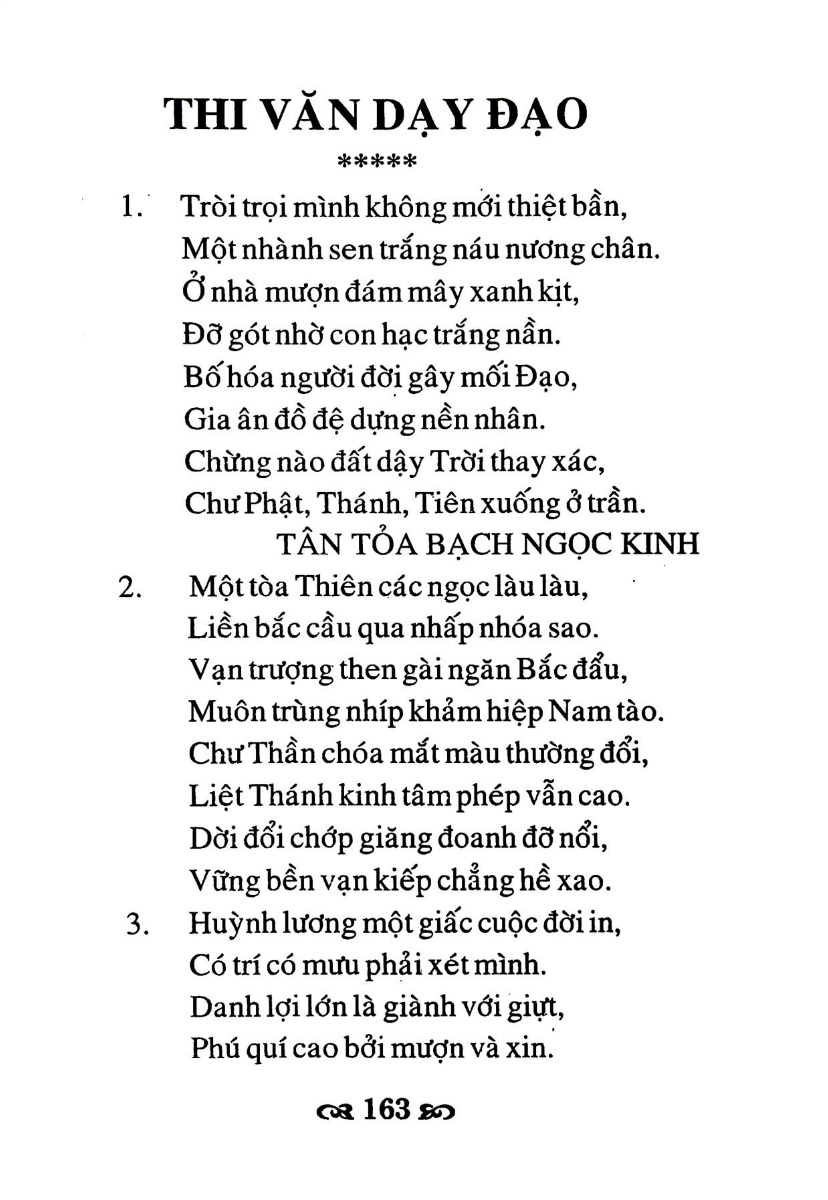 THI VĂN DẠY ĐẠO
*****
1. Tròi trọi mình không mới thiệt bần,
Một nhành sen trắng náu nương chân.
Ở nhà mượn đám mây xanh kịt,
Đỡ gót nhờ con hạc trắng nần.
Bố hóa người đời gây mối Đạo,
Gia ân đồ đệ dựng nền nhân.
Chừng nào đất dậy Trời thay xác,
Chư Phật, Thánh, Tiên xuống ở trần.
TÂN TỎA BẠCH NGỌC KINH
2. Một tòa Thiên các ngọc làu làu,
Liền bắc cầu qua nhấp nhóa sao.
Vạn trượng then gài ngăn Bắc đẩu,
Muôn trùng nhíp khảm hiệp Nam tào.
Chư Thần chóa mắt màu thường đổi,
Liệt Thánh kinh tâm phép vẫn cao.
Dời đổi chớp giăng đoanh đỡ nổi,
Vững bền vạn kiếp chẳng hề xao.
3. Huỳnh lương một giấc cuộc đời in,
Có trí có mưu phải xét mình.
Danh lợi lớn là giành với giựt,
Phú quí cao bởi mượn và xin.
163